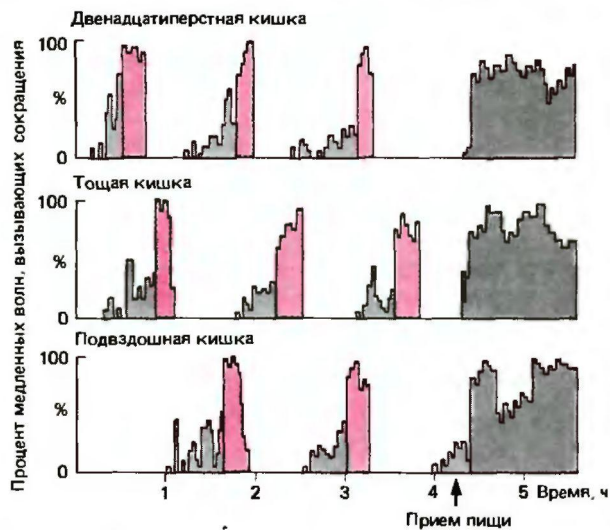 Двенадцатиперстная кишка
100
%
0
Тощая кишка
100
%
0
Подвздошная кишка
100
%
0
1 2 3 4 5 Время, ч
Прием пищи
Процент медленных волн, вызывающих сокращения